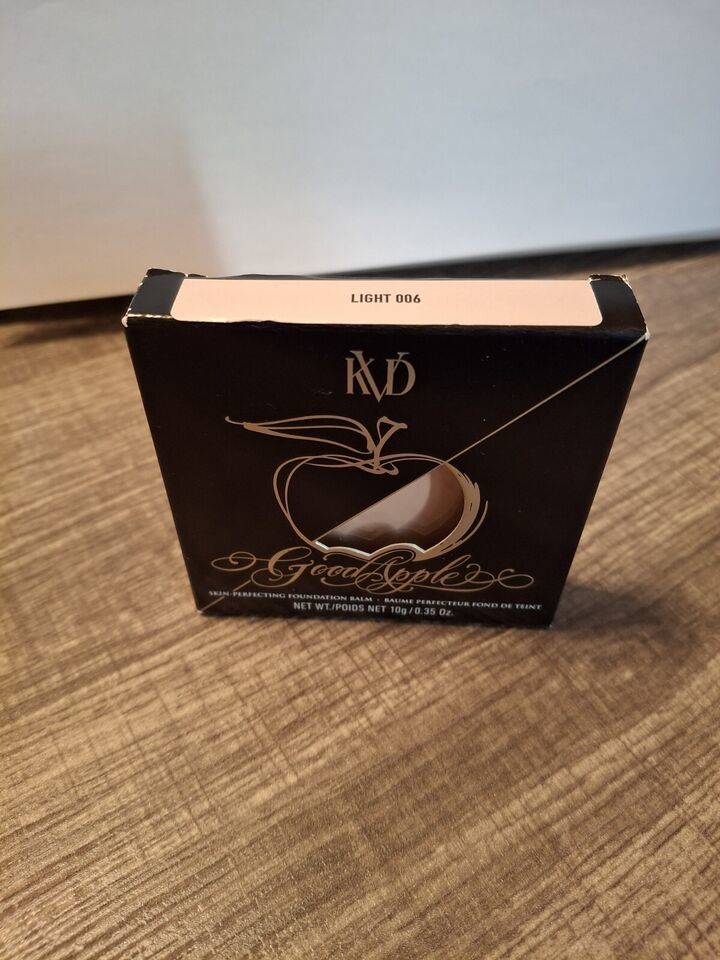 LIGHT 006
KVD
Good Apple
SKIN-PERFECTING FOUNDATION BALM • BAUME PERFECTEUR FOND DE TEINT
NET WT./POIDS NET 10g/0.35 Oz.